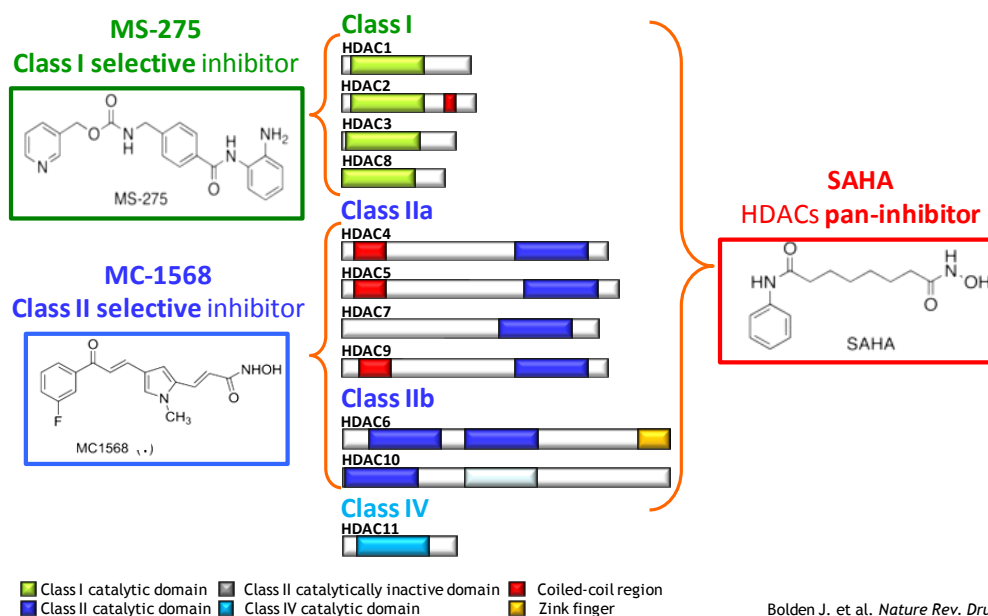 MS-275
Class I selective inhibitor
O
O
N
H
NH₂
H
N
O
N
MS-275
MC-1568
Class II selective inhibitor
O
F
N
CH₃
O
NHOH
MC1568 (.)
Class I
HDAC1
HDAC2
HDAC3
HDAC8
Class IIa
HDAC4
HDAC5
HDAC7
HDAC9
Class IIb
HDAC6
HDAC10
Class IV
HDAC11
SAHA
HDACs pan-inhibitor
O
HN
H
N
OH
O
SAHA
Class I catalytic domain
Class II catalytically inactive domain
Coiled-coil region
Class II catalytic domain
Class IV catalytic domain
Zink finger
Bolden J. et al. Nature Rev. Dru